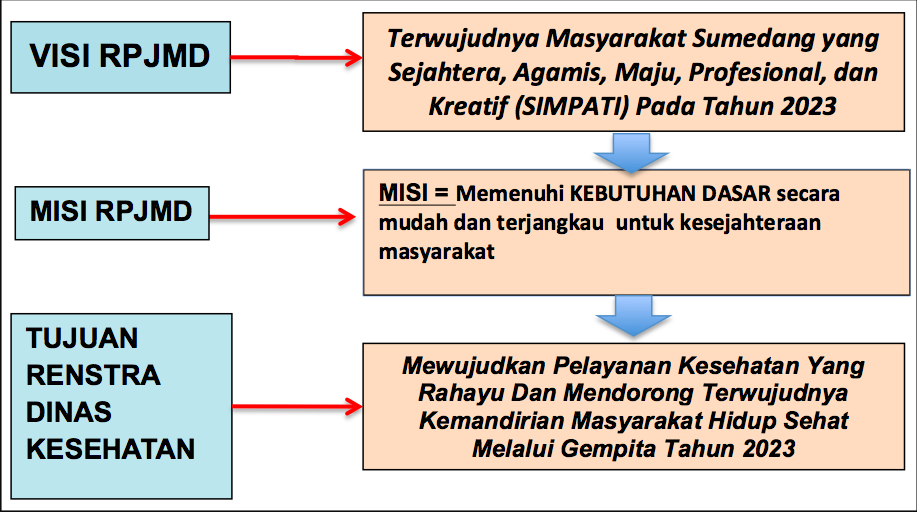 VISI RPJMD
Terwujudnya Masyarakat Sumedang yang
Sejahtera, Agamis, Maju, Profesional, dan
Kreatif (SIMPATI) Pada Tahun 2023
MISI RPJMD
MISI = Memenuhi KEBUTUHAN DASAR secara
mudah dan terjangkau untuk kesejahteraan
masyarakat
TUJUAN
RENSTRA
DINAS
KESEHATAN
Mewujudkan Pelayanan Kesehatan Yang
Rahayu Dan Mendorong Terwujudnya
Kemandirian Masyarakat Hidup Sehat
Melalui Gempita Tahun 2023